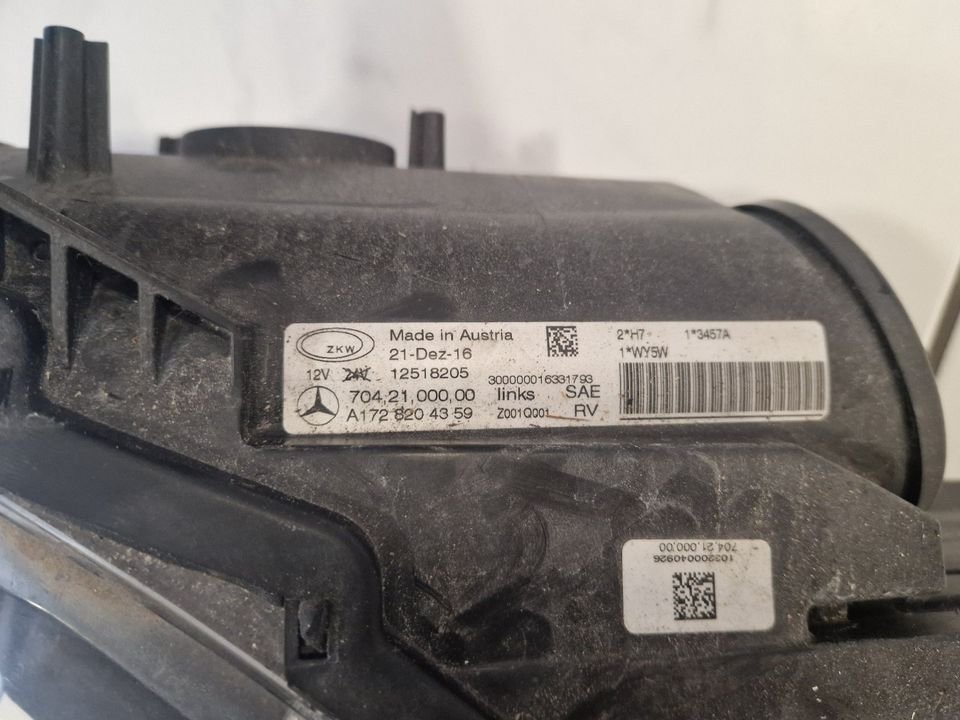 ZKW
Made in Austria
21-Dez-16
12V 24V 12518205
704,21,000,00 links SAE
A172 820 43 59 Z001Q001 RV
300000016331793
2*H7 1*3457A
1*WY5W
1032000040926
704,21,000,00